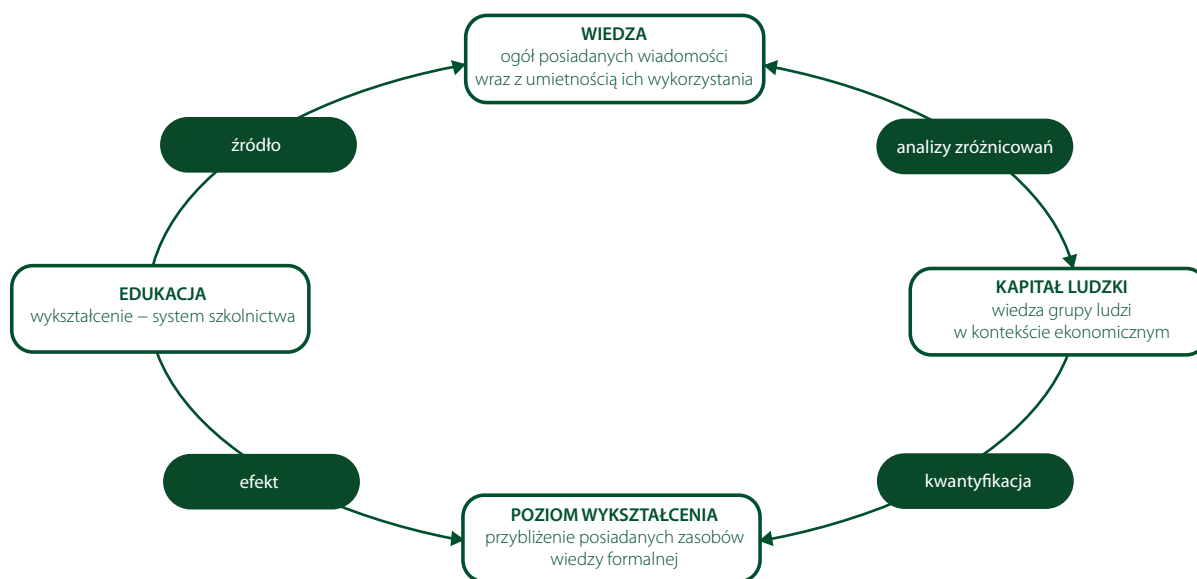 WIEDZA
ogół posiadanych wiadomości
wraz z umietnością ich wykorzystania
źródło
analizy zróżnicowań
EDUKACJA
wykształcenie – system szkolnictwa
KAPITAŁ LUDZKI
wiedza grupy ludzi
w kontekście ekonomicznym
efekt
kwantyfikacja
POZIOM WYKSZTAŁCENIA
przybliżenie posiadanych zasobów
wiedzy formalnej